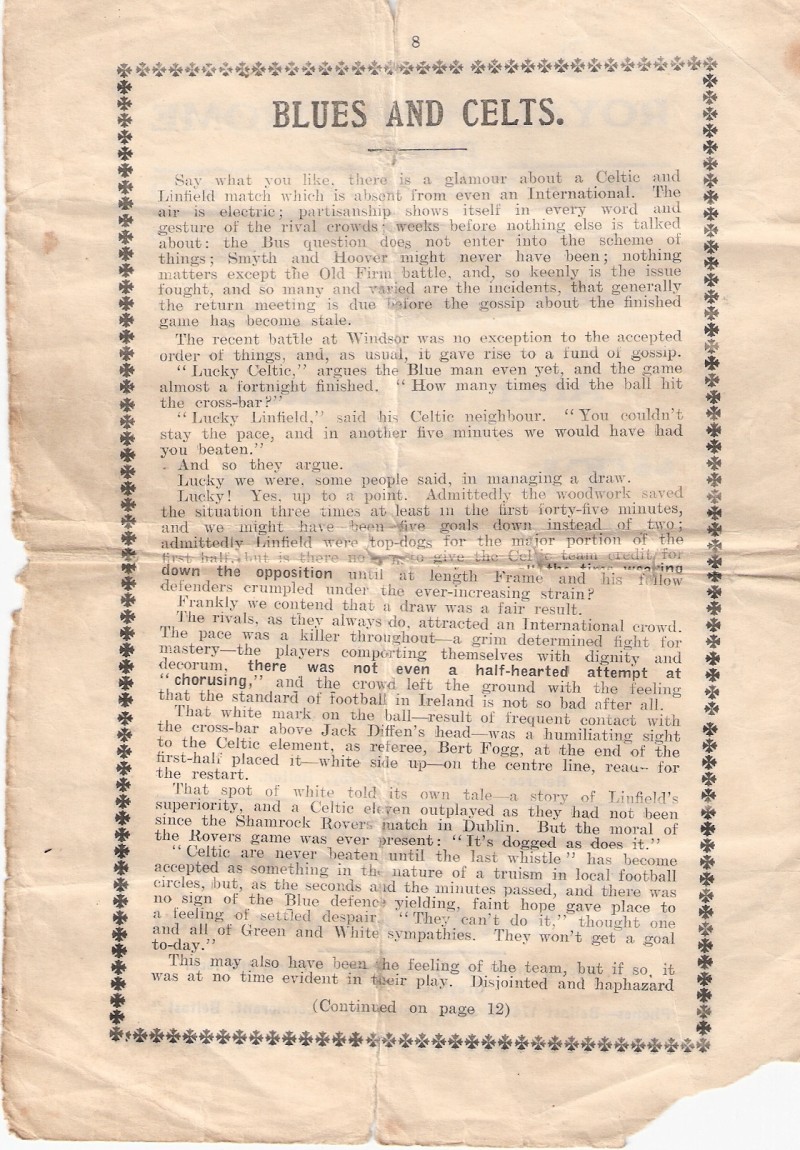 8
BLUES AND CELTS.
Say what you like, there is a glamour about a Celtic and
Linfield match which is absent from even an International. The
air is electric; partisanship shows itself in every word and
gesture of the rival crowds; weeks before nothing else is talked
about: the Bus question does not enter into the scheme of
things; Smyth and Hoover might never have been; nothing
matters except the Old Firm battle, and, so keenly is the issue
fought, and so many and varied are the incidents, that generally
the return meeting is due before the gossip about the finished
game has become stale.
The recent battle at Windsor was no exception to the accepted
order of things, and, as usual, it gave rise to a fund of gossip.
“ Lucky Celtic,” argues the Blue man even yet, and the game
almost a fortnight finished. “ How many times did the ball hit
the cross-bar?”
“ Lucky Linfield,” said his Celtic neighbour. “ You couldn't
stay the pace, and in another five minutes we would have had
you beaten.”
And so they argue.
Lucky we were, some people said, in managing a draw.
Lucky! Yes, up to a point. Admittedly the woodwork saved
the situation three times at least in the first forty-five minutes,
and we might have been five goals down instead of two;
admittedly Linfield were top-dogs for the major portion of the
first half, but is there no to give the Celtic team credit for
down the opposition until at length Frame and his fellow
defenders crumpled under the ever-increasing strain?
Frankly we contend that a draw was a fair result.
The rivals, as they always do, attracted an International crowd.
The pace was a killer throughout—a grim determined fight for
mastery—the players comporting themselves with dignity and
decorum, there was not even a half-hearted attempt at
“ chorusing,” and the crowd left the ground with the feeling
that the standard of football in Ireland is not so bad after all.
That white mark on the ball—result of frequent contact with
the cross-bar above Jack Diffen's head—was a humiliating sight
to the Celtic element, as referee, Bert Fogg, at the end of the
first-half placed it—white side up—on the centre line, ready for
the restart.
That spot of white told its own tale—a story of Linfield's
superiority, and a Celtic eleven outplayed as they had not been
since the Shamrock Rovers match in Dublin. But the moral of
the Rovers game was ever present: “It's dogged as does it.”
“ Celtic are never beaten until the last whistle ” has become
accepted as something in the nature of a truism in local football
circles, but, as the seconds and the minutes passed, and there was
no sign of the Blue defence yielding, faint hope gave place to
a feeling of settled despair. “They can't do it,” thought one
and all of Green and White sympathies. They won't get a goal
to-day.”
This may also have been the feeling of the team, but if so, it
was at no time evident in their play. Disjointed and haphazard
(Continued on page 12)